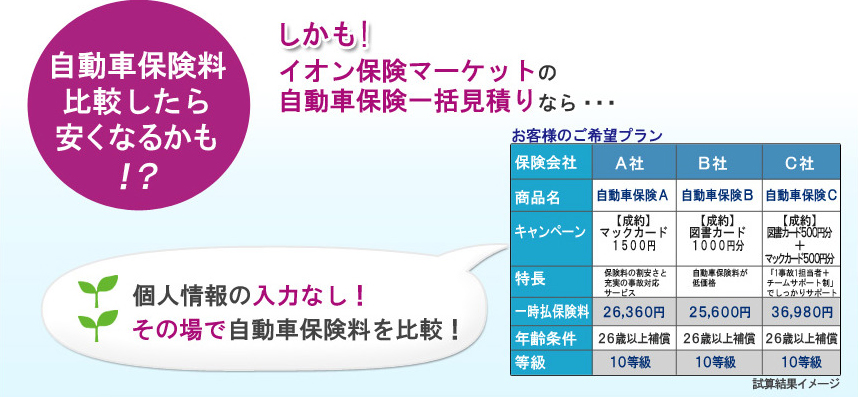 自動車保険料
比較したら
安くなるかも
!?
しかも!
イオン保険マーケットの
自動車保険一括見積りなら・・・
お客様のご希望プラン
保険会社 A社 B社 C社
商品名 自動車保険A 自動車保険B 自動車保険C
キャンペーン
【成約】 【成約】 【成約】
マックカード 図書カード 図書カード500円分
1500円 1000円分 +
マックカード500円分
特長
保険料の割安さと 自動車保険料が 「1事故1担当者+
充実の事故対応 低価格 チームサポート制」
サービス でしっかりサポート
一時払保険料 26,360円 25,600円 36,980円
年齢条件 26歳以上補償 26歳以上補償 26歳以上補償
等級 10等級 10等級 10等級
試算結果イメージ
個人情報の入力なし!
その場で自動車保険料を比較!